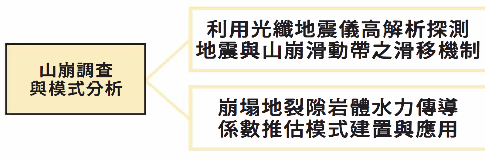 山崩調查
與模式分析
利用光纖地震儀高解析探測
地震與山崩滑動帶之滑移機制
崩塌地裂隙岩體水力傳導
係數推估模式建置與應用